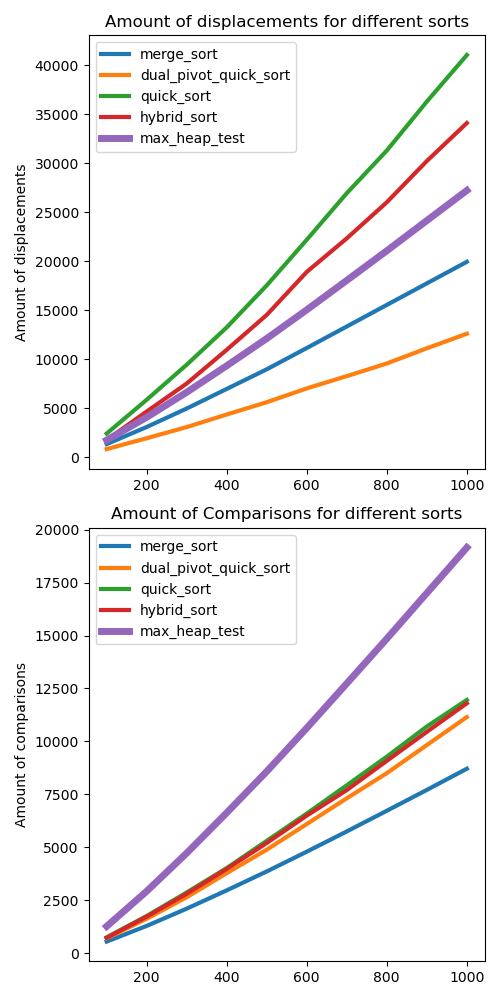 Amount of displacements for different sorts
merge_sort
dual_pivot_quick_sort
quick_sort
hybrid_sort
max_heap_test
Amount of displacements
40000
35000
30000
25000
20000
15000
10000
5000
0
200 400 600 800 1000
Amount of Comparisons for different sorts
merge_sort
dual_pivot_quick_sort
quick_sort
hybrid_sort
max_heap_test
Amount of comparisons
20000
17500
15000
12500
10000
7500
5000
2500
0
200 400 600 800 1000